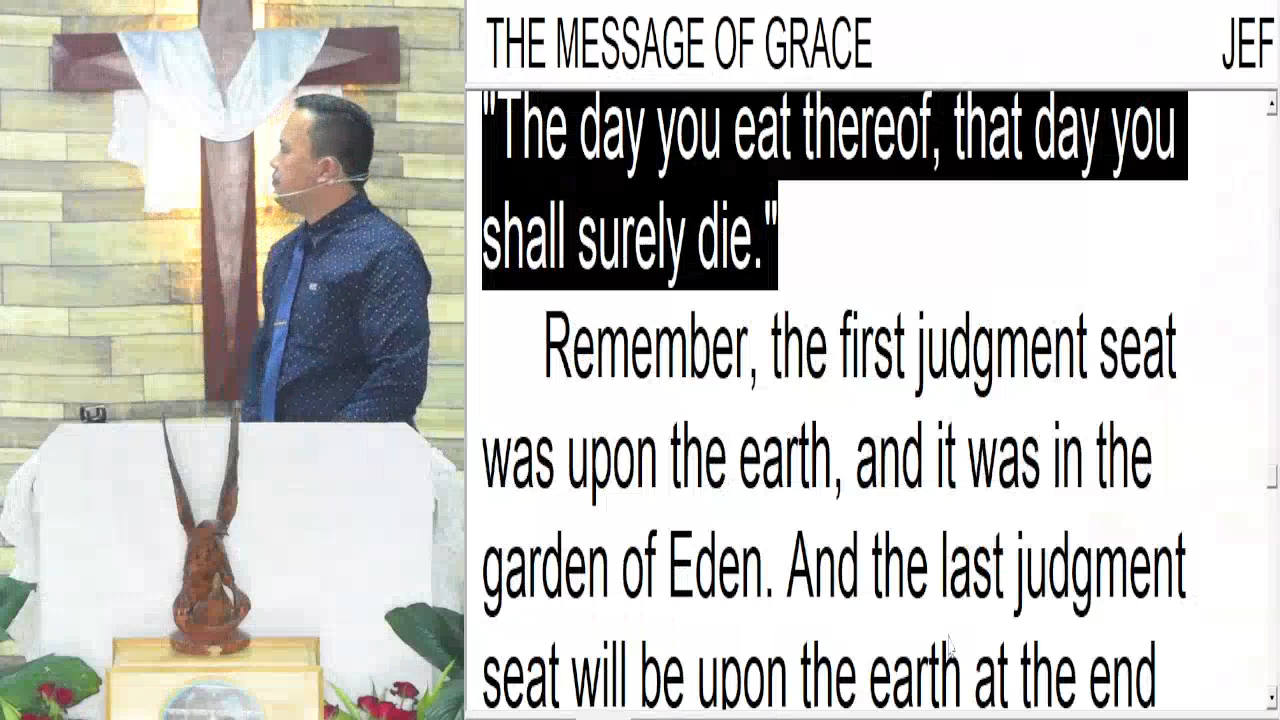 THE MESSAGE OF GRACE JEF
"The day you eat thereof, that day you
shall surely die."
Remember, the first judgment seat
was upon the earth, and it was in the
garden of Eden. And the last judgment
seat will be upon the earth at the end